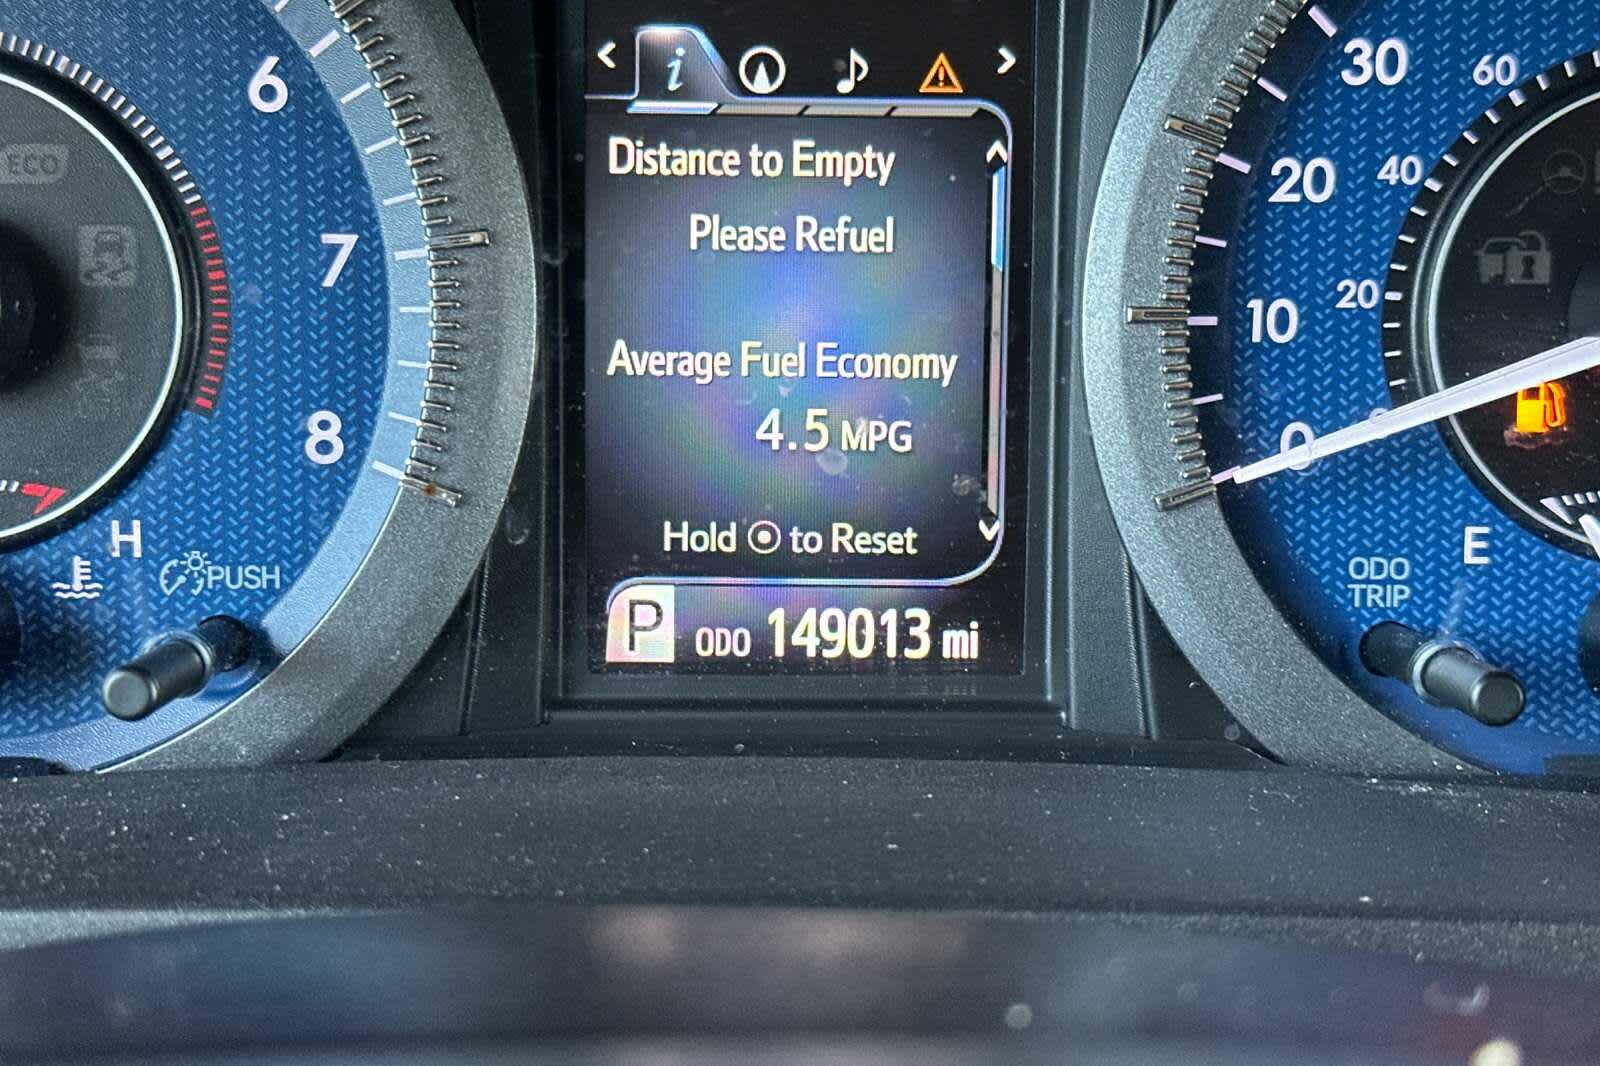 ECO
6
7
8
H
PUSH
i
Distance to Empty
Please Refuel
Average Fuel Economy
4.5 MPG
Hold to Reset
P ODO 149013 mi
30
20
10
0
60
40
20
0
E
ODO
TRIP